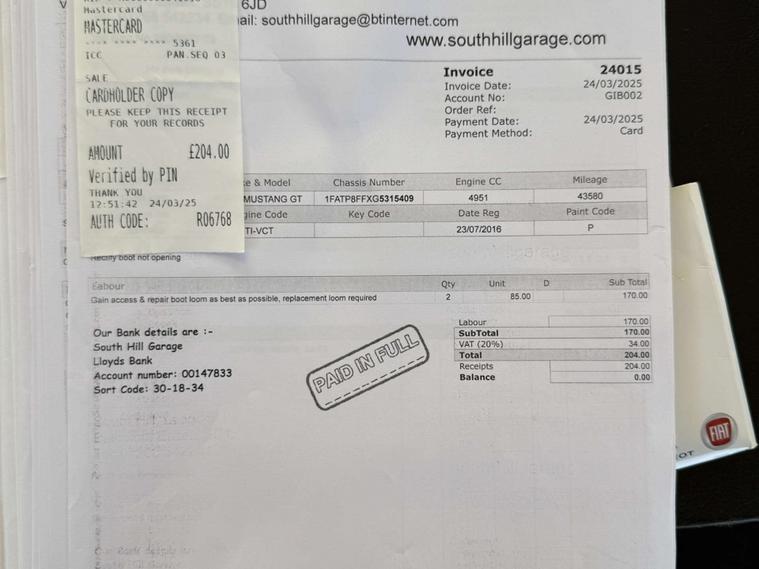 6JD
ail: southhillgarage@btinternet.com
www.southhillgarage.com
Mastercard
MASTERCARD
**** **** **** 5361
ICC PAN.SEQ 03
SALE
CARDHOLDER COPY
PLEASE KEEP THIS RECEIPT
FOR YOUR RECORDS
AMOUNT £204.00
Verified by PIN
THANK YOU
12:51:42 24/03/25
AUTH CODE: R06768
Invoice 24015
Invoice Date: 24/03/2025
Account No: GIB002
Order Ref:
Payment Date: 24/03/2025
Payment Method: Card
ke & Model Chassis Number Engine CC Mileage
MUSTANG GT 1FATP8FFXG5315409 4951 43580
gine Code Key Code Date Reg Paint Code
TI-VCT 23/07/2016 P
Rectify boot not opening
Labour Qty Unit D Sub Total
Gain access & repair boot loom as best as possible, replacement loom required 2 85.00 170.00
Our Bank details are :-
South Hill Garage
Lloyds Bank
Account number: 00147833
Sort Code: 30-18-34
PAID IN FULL
Labour 170.00
SubTotal 170.00
VAT (20%) 34.00
Total 204.00
Receipts 204.00
Balance 0.00
FIAT